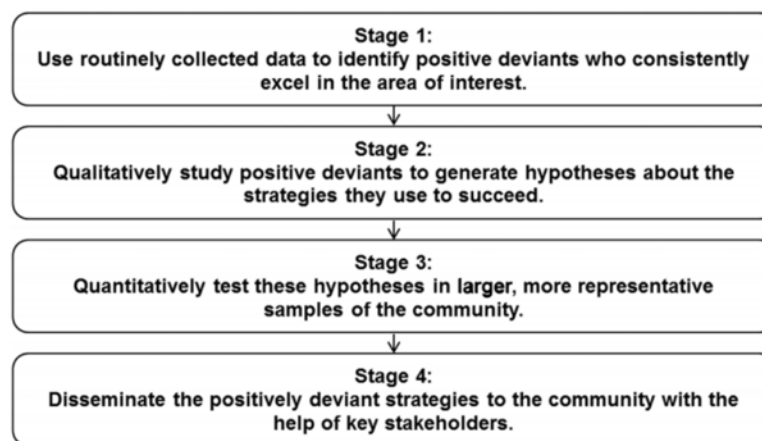 Stage 1:
Use routinely collected data to identify positive deviants who consistently
excel in the area of interest.
Stage 2:
Qualitatively study positive deviants to generate hypotheses about the
strategies they use to succeed.
Stage 3:
Quantitatively test these hypotheses in larger, more representative
samples of the community.
Stage 4:
Disseminate the positively deviant strategies to the community with the
help of key stakeholders.